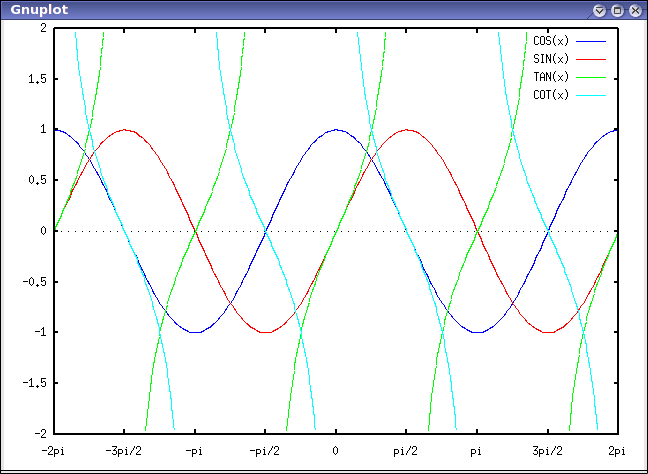 Gnuplot
2
1.5
1
0.5
0
-0.5
-1
-1.5
-2
COS(x)
SIN(x)
TAN(x)
COT(x)
-2pi -3pi/2 -pi -pi/2 0 pi/2 pi 3pi/2 2pi